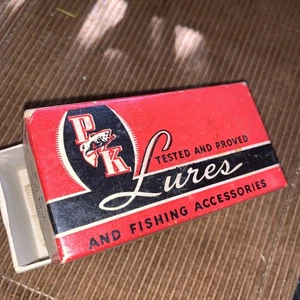 P
K
TESTED AND PROVED
Lures
AND FISHING ACCESSORIES